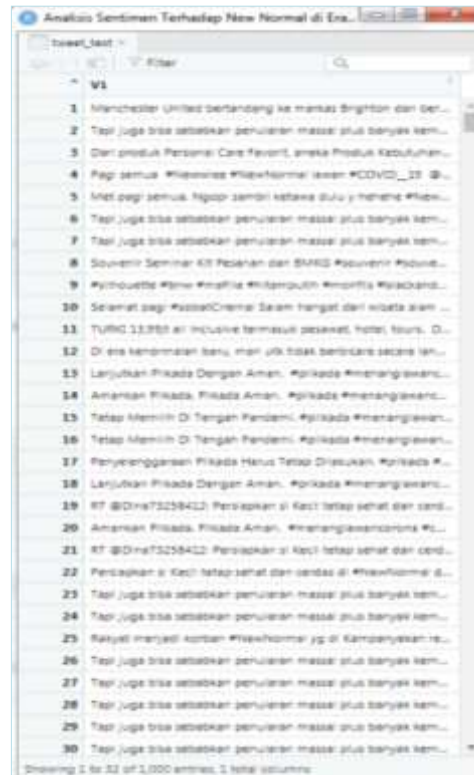 Analisis Sentimen Terhadap New Normal di Era...
tweet_text
Filter
V1
1 Manchester United bertandang ke markas Brighton dan ber...
2 Tapi juga bisa sebabkan penularan massal plus banyak kem...
3 Dari produk Personal Care Favorit, aneka Produk Kebutuhan...
4 Pagi semua #Newwise #NewNormal lawan #COVID__19 @...
5 Met pagi semua. Ngopi sambil ketawa dulu y hehehe #New...
6 Tapi juga bisa sebabkan penularan massal plus banyak kem...
7 Tapi juga bisa sebabkan penularan massal plus banyak kem...
8 Souvenir Seminar Kit Pesanan dari BMKG #souvenir #souve...
9 #silhouette #bnw #hitamputih #blackand...
10 Selamat pagi #sobatCiremai Salam hangat dari wisata alam ...
11 TURKI 13,99jt all inclusive termasuk pesawat, hotel, tours. D...
12 Di era kenormalan baru, mari utk tidak berbicara secara lan...
13 Lanjutkan Pilkada Dengan Aman. #pilkada #menanglawanc...
14 Amankan Pilkada, Pilkada Aman. #pilkada #menanglawanc...
15 Tetap Memilih Di Tengah Pandemi. #pilkada #menanglawan...
16 Tetap Memilih Di Tengah Pandemi. #pilkada #menanglawan...
17 Penyelenggaraan Pilkada Harus Tetap Dilakukan. #pilkada #...
18 Lanjutkan Pilkada Dengan Aman. #pilkada #menanglawanc...
19 RT @Dina73258412: Persiapkan si Kecil tetap sehat dan cerd...
20 Amankan Pilkada, Pilkada Aman. #menanglawancorona #c...
21 RT @Dina73258412: Persiapkan si Kecil tetap sehat dan cerd...
22 Persiapkan si Kecil tetap sehat dan cerdas di #NewNormal d...
23 Tapi juga bisa sebabkan penularan massal plus banyak kem...
24 Tapi juga bisa sebabkan penularan massal plus banyak kem...
25 Rakyat menjadi korban #NewNormal yg di Kampanyekan re...
26 Tapi juga bisa sebabkan penularan massal plus banyak kem...
27 Tapi juga bisa sebabkan penularan massal plus banyak kem...
28 Tapi juga bisa sebabkan penularan massal plus banyak kem...
29 Tapi juga bisa sebabkan penularan massal plus banyak kem...
30 Tapi juga bisa sebabkan penularan massal plus banyak kem...
Showing 1 to 32 of 1,000 entries, 1 total columns